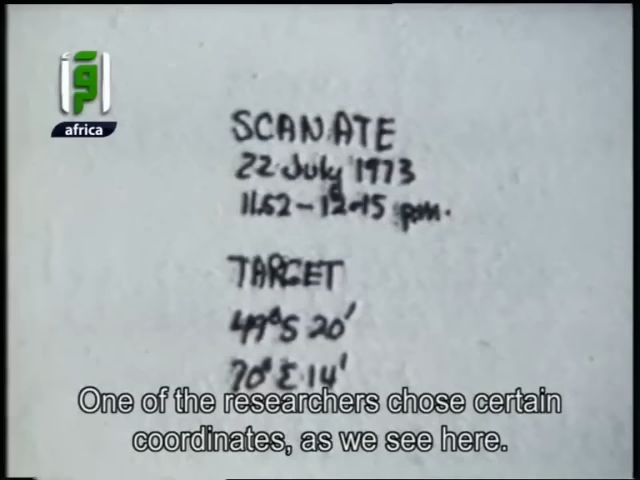 اقرأ
africa
SCANATE
22 July 1973
11.52 - 12.15 pm.
TARGET
49° S 20'
70° E 14'
One of the researchers chose certain
coordinates, as we see here.